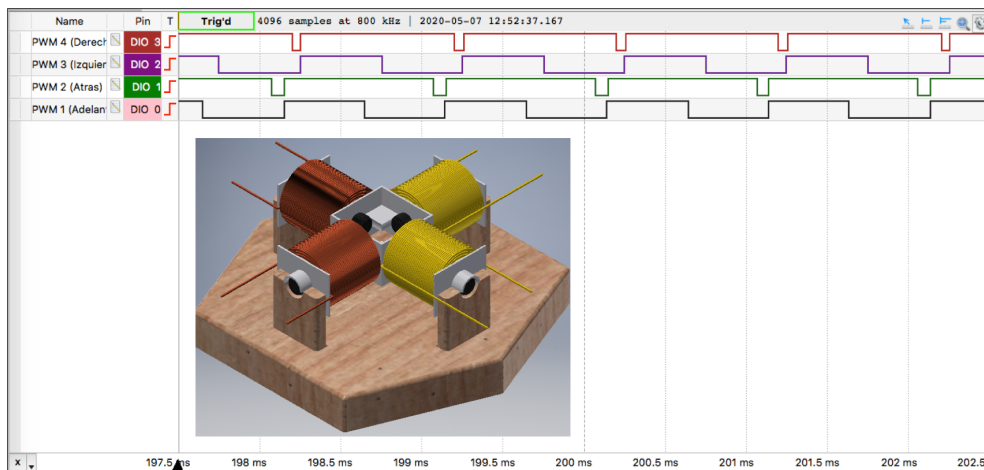 Name Pin T Trig'd 4096 samples at 800 kHz | 2020-05-07 12:52:37.167
PWM 4 (Derech DIO 3
PWM 3 (Izquier DIO 2
PWM 2 (Atras) DIO 1
PWM 1 (Adelan DIO 0
X 197.5 ms 198 ms 198.5 ms 199 ms 199.5 ms 200 ms 200.5 ms 201 ms 201.5 ms 202 ms 202.5